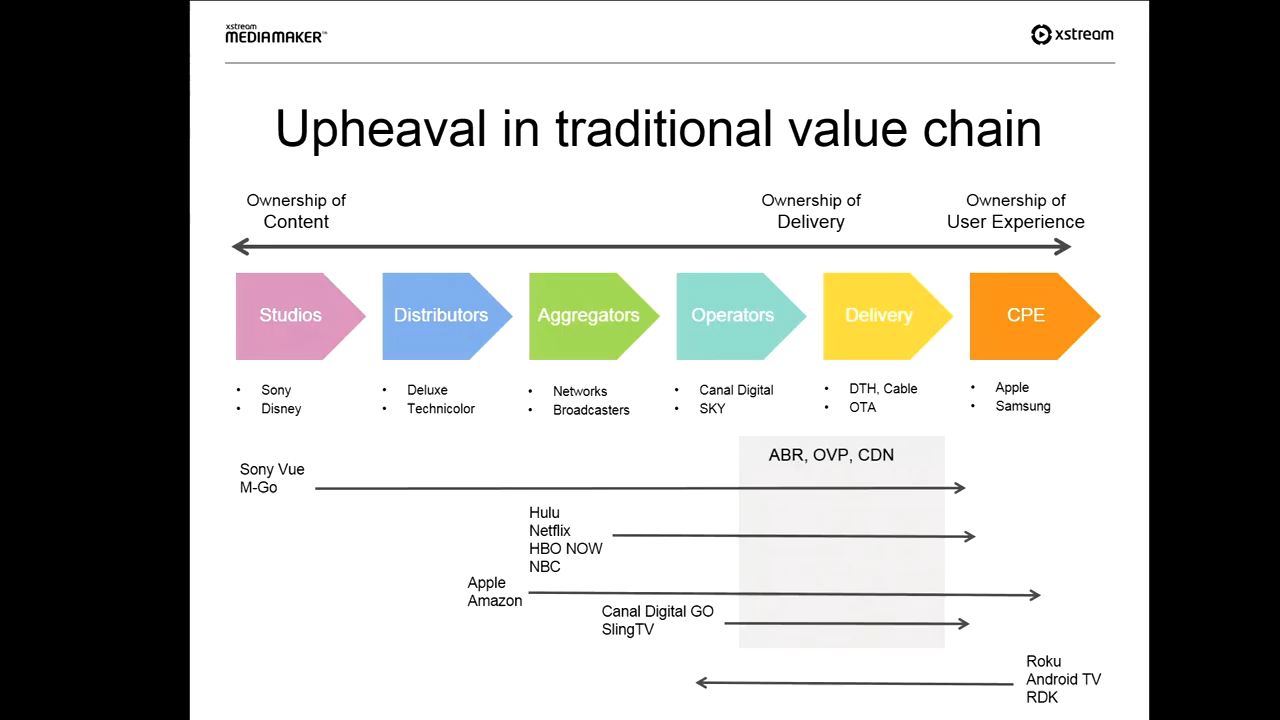 xstream
MEDIAMAKER™
xstream
Upheaval in traditional value chain
Ownership of
Content
Ownership of
Delivery
Ownership of
User Experience
Studios
Distributors
Aggregators
Operators
Delivery
CPE
• Sony
• Disney
• Deluxe
• Technicolor
• Networks
• Broadcasters
• Canal Digital
• SKY
• DTH, Cable
• OTA
• Apple
• Samsung
ABR, OVP, CDN
Sony Vue
M-Go
Hulu
Netflix
HBO NOW
NBC
Apple
Amazon
Canal Digital GO
SlingTV
Roku
Android TV
RDK